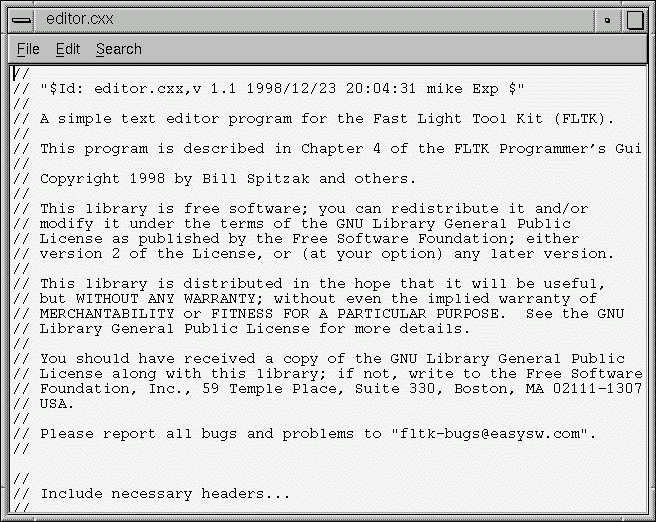 editor.cxx
File Edit Search
//
// "$Id: editor.cxx,v 1.1 1998/12/23 20:04:31 mike Exp $"
//
// A simple text editor program for the Fast Light Tool Kit (FLTK).
//
// This program is described in Chapter 4 of the FLTK Programmer's Gui
//
// Copyright 1998 by Bill Spitzak and others.
//
// This library is free software; you can redistribute it and/or
// modify it under the terms of the GNU Library General Public
// License as published by the Free Software Foundation; either
// version 2 of the License, or (at your option) any later version.
//
// This library is distributed in the hope that it will be useful,
// but WITHOUT ANY WARRANTY; without even the implied warranty of
// MERCHANTABILITY or FITNESS FOR A PARTICULAR PURPOSE.  See the GNU
// Library General Public License for more details.
//
// You should have received a copy of the GNU Library General Public
// License along with this library; if not, write to the Free Software
// Foundation, Inc., 59 Temple Place, Suite 330, Boston, MA 02111-1307
// USA.
//
// Please report all bugs and problems to "fltk-bugs@easysw.com".
//

//
// Include necessary headers...
//